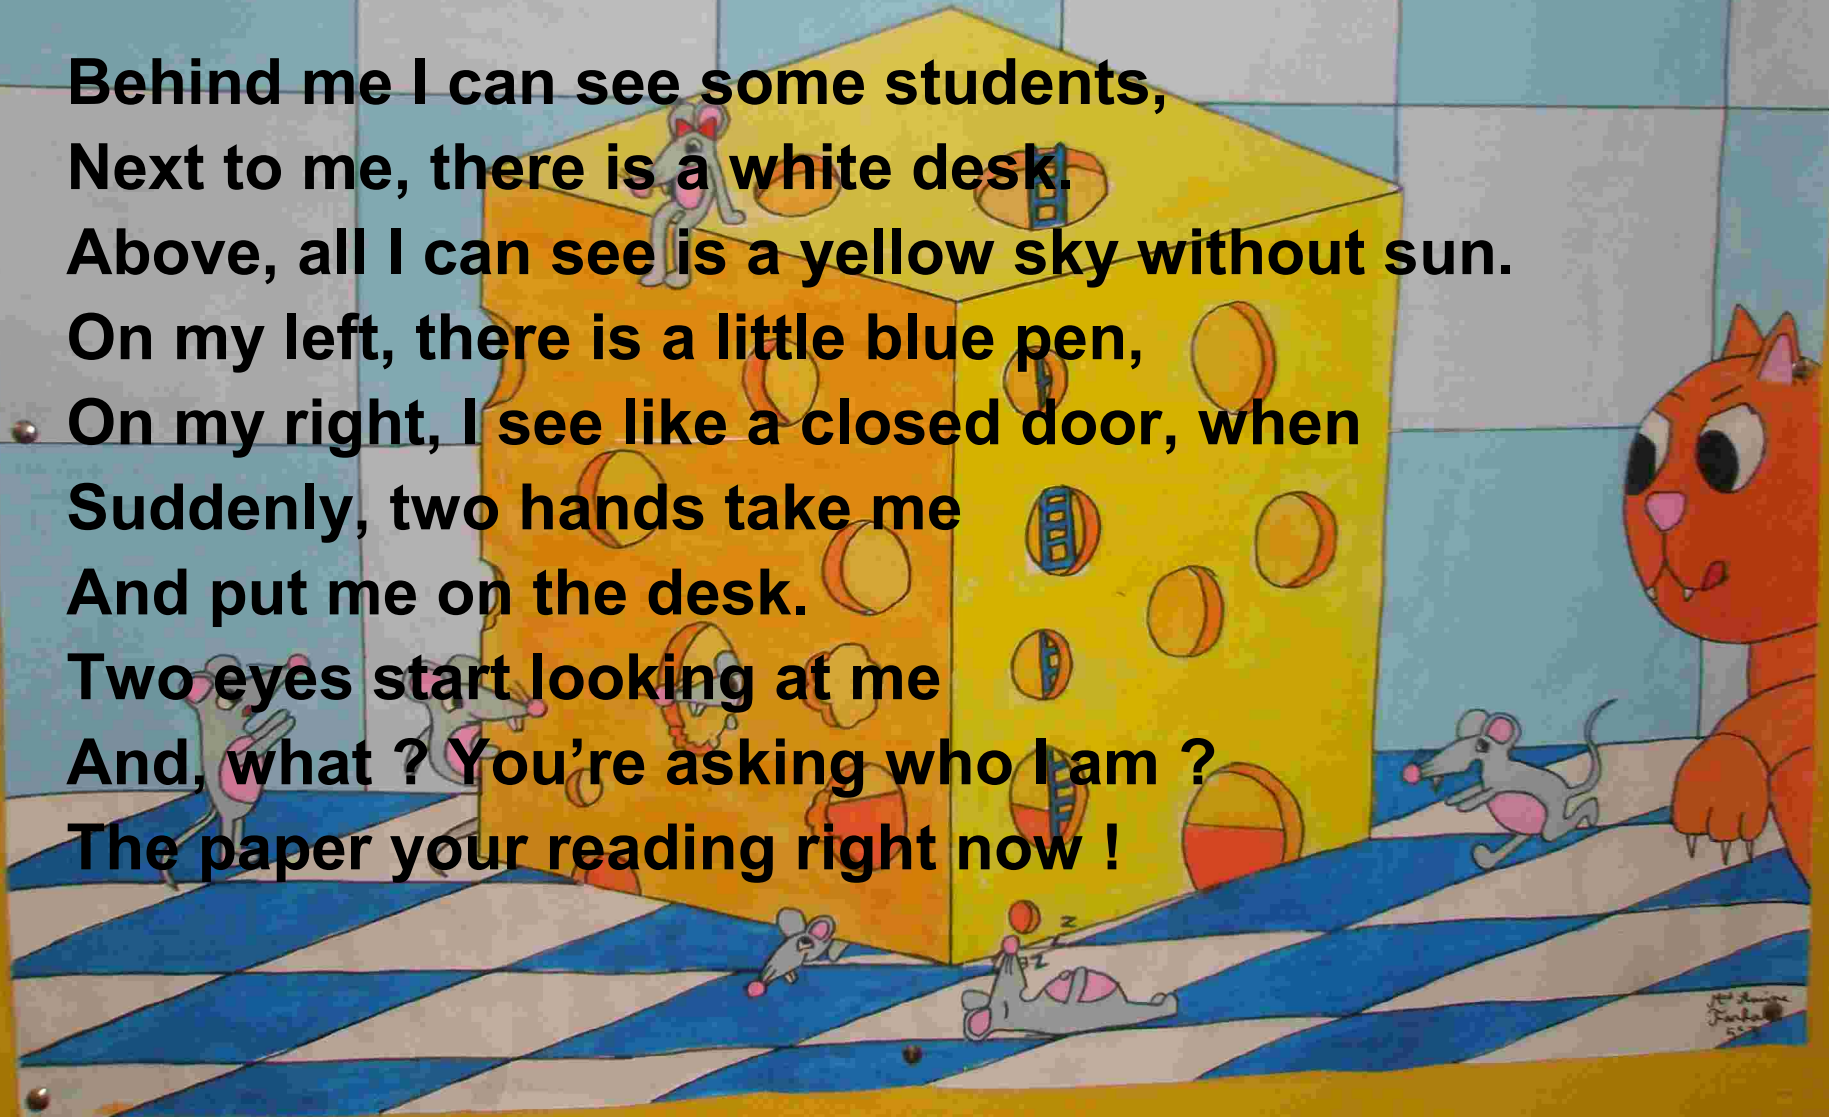 Behind me I can see some students,
Next to me, there is a white desk.
Above, all I can see is a yellow sky without sun.
On my left, there is a little blue pen,
On my right, I see like a closed door, when
Suddenly, two hands take me
And put me on the desk.
Two eyes start looking at me
And, what ? You’re asking who I am ?
The paper your reading right now !
z
z
z